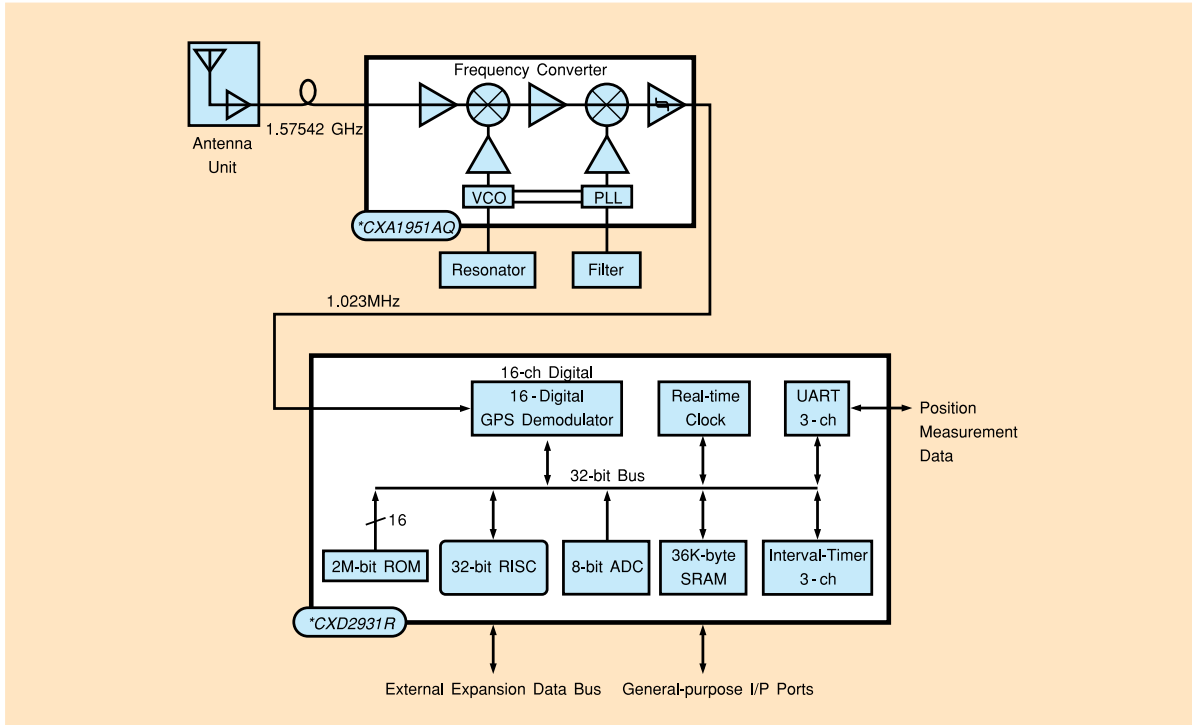 Frequency Converter
1.57542 GHz
Antenna
Unit
VCO
PLL
*CXA1951AQ
Resonator
Filter
1.023MHz
16-ch Digital
16 - Digital
GPS Demodulator
Real-time
Clock
UART
3 - ch
Position
Measurement
Data
32-bit Bus
16
2M-bit ROM
32-bit RISC
8-bit ADC
36K-byte
SRAM
Interval-Timer
3 - ch
*CXD2931R
External Expansion Data Bus
General-purpose I/P Ports